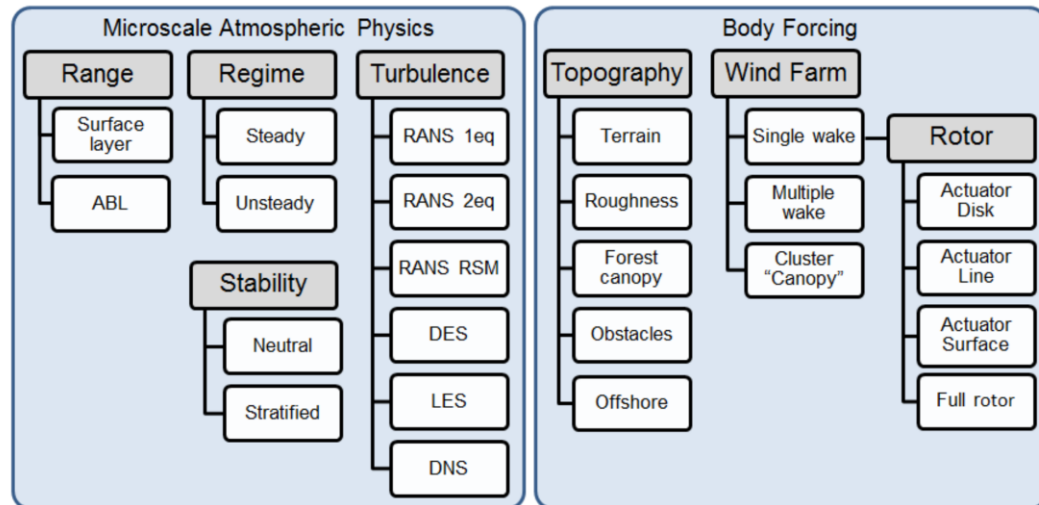 Microscale Atmospheric Physics
Range
Surface
layer
ABL
Regime
Steady
Unsteady
Stability
Neutral
Stratified
Turbulence
RANS 1eq
RANS 2eq
RANS RSM
DES
LES
DNS
Body Forcing
Topography
Terrain
Roughness
Forest
canopy
Obstacles
Offshore
Wind Farm
Single wake
Multiple
wake
Cluster
“Canopy”
Rotor
Actuator
Disk
Actuator
Line
Actuator
Surface
Full rotor